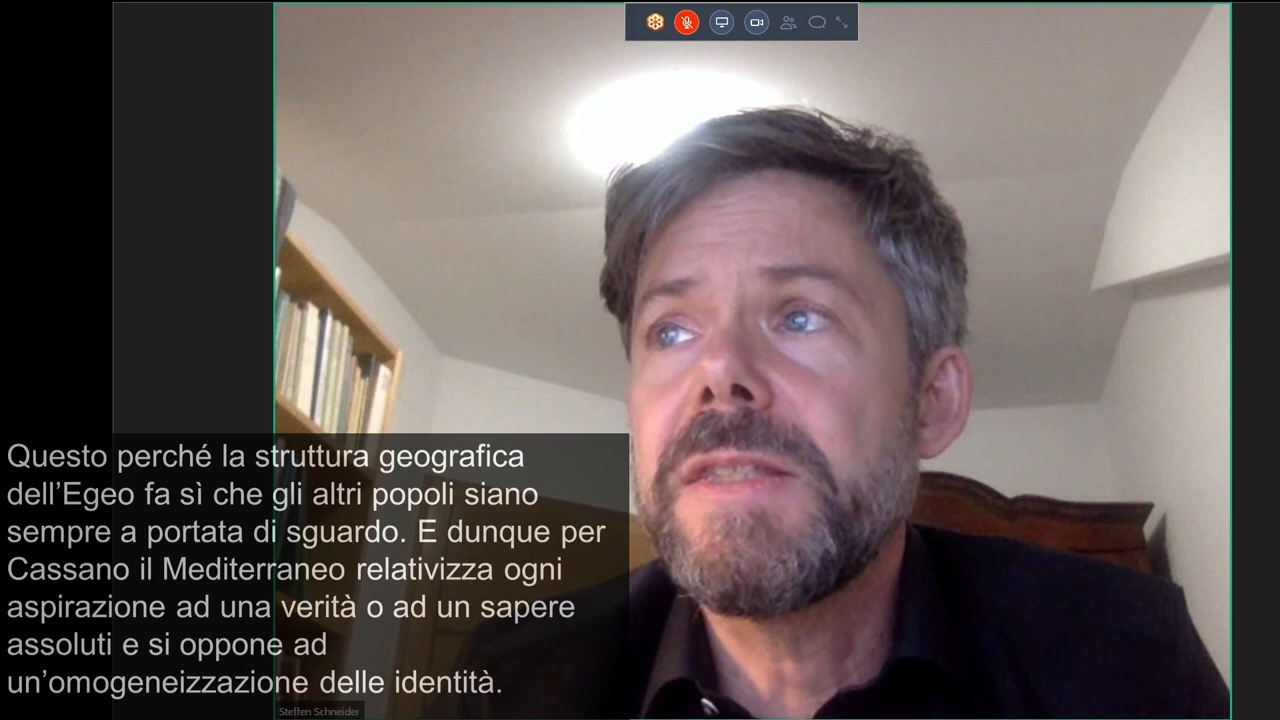 Questo perché la struttura geografica
dell’Egeo fa sì che gli altri popoli siano
sempre a portata di sguardo. E dunque per
Cassano il Mediterraneo relativizza ogni
aspirazione ad una verità o ad un sapere
assoluti e si oppone ad
un’omogeneizzazione delle identità.
Steffen Schneider